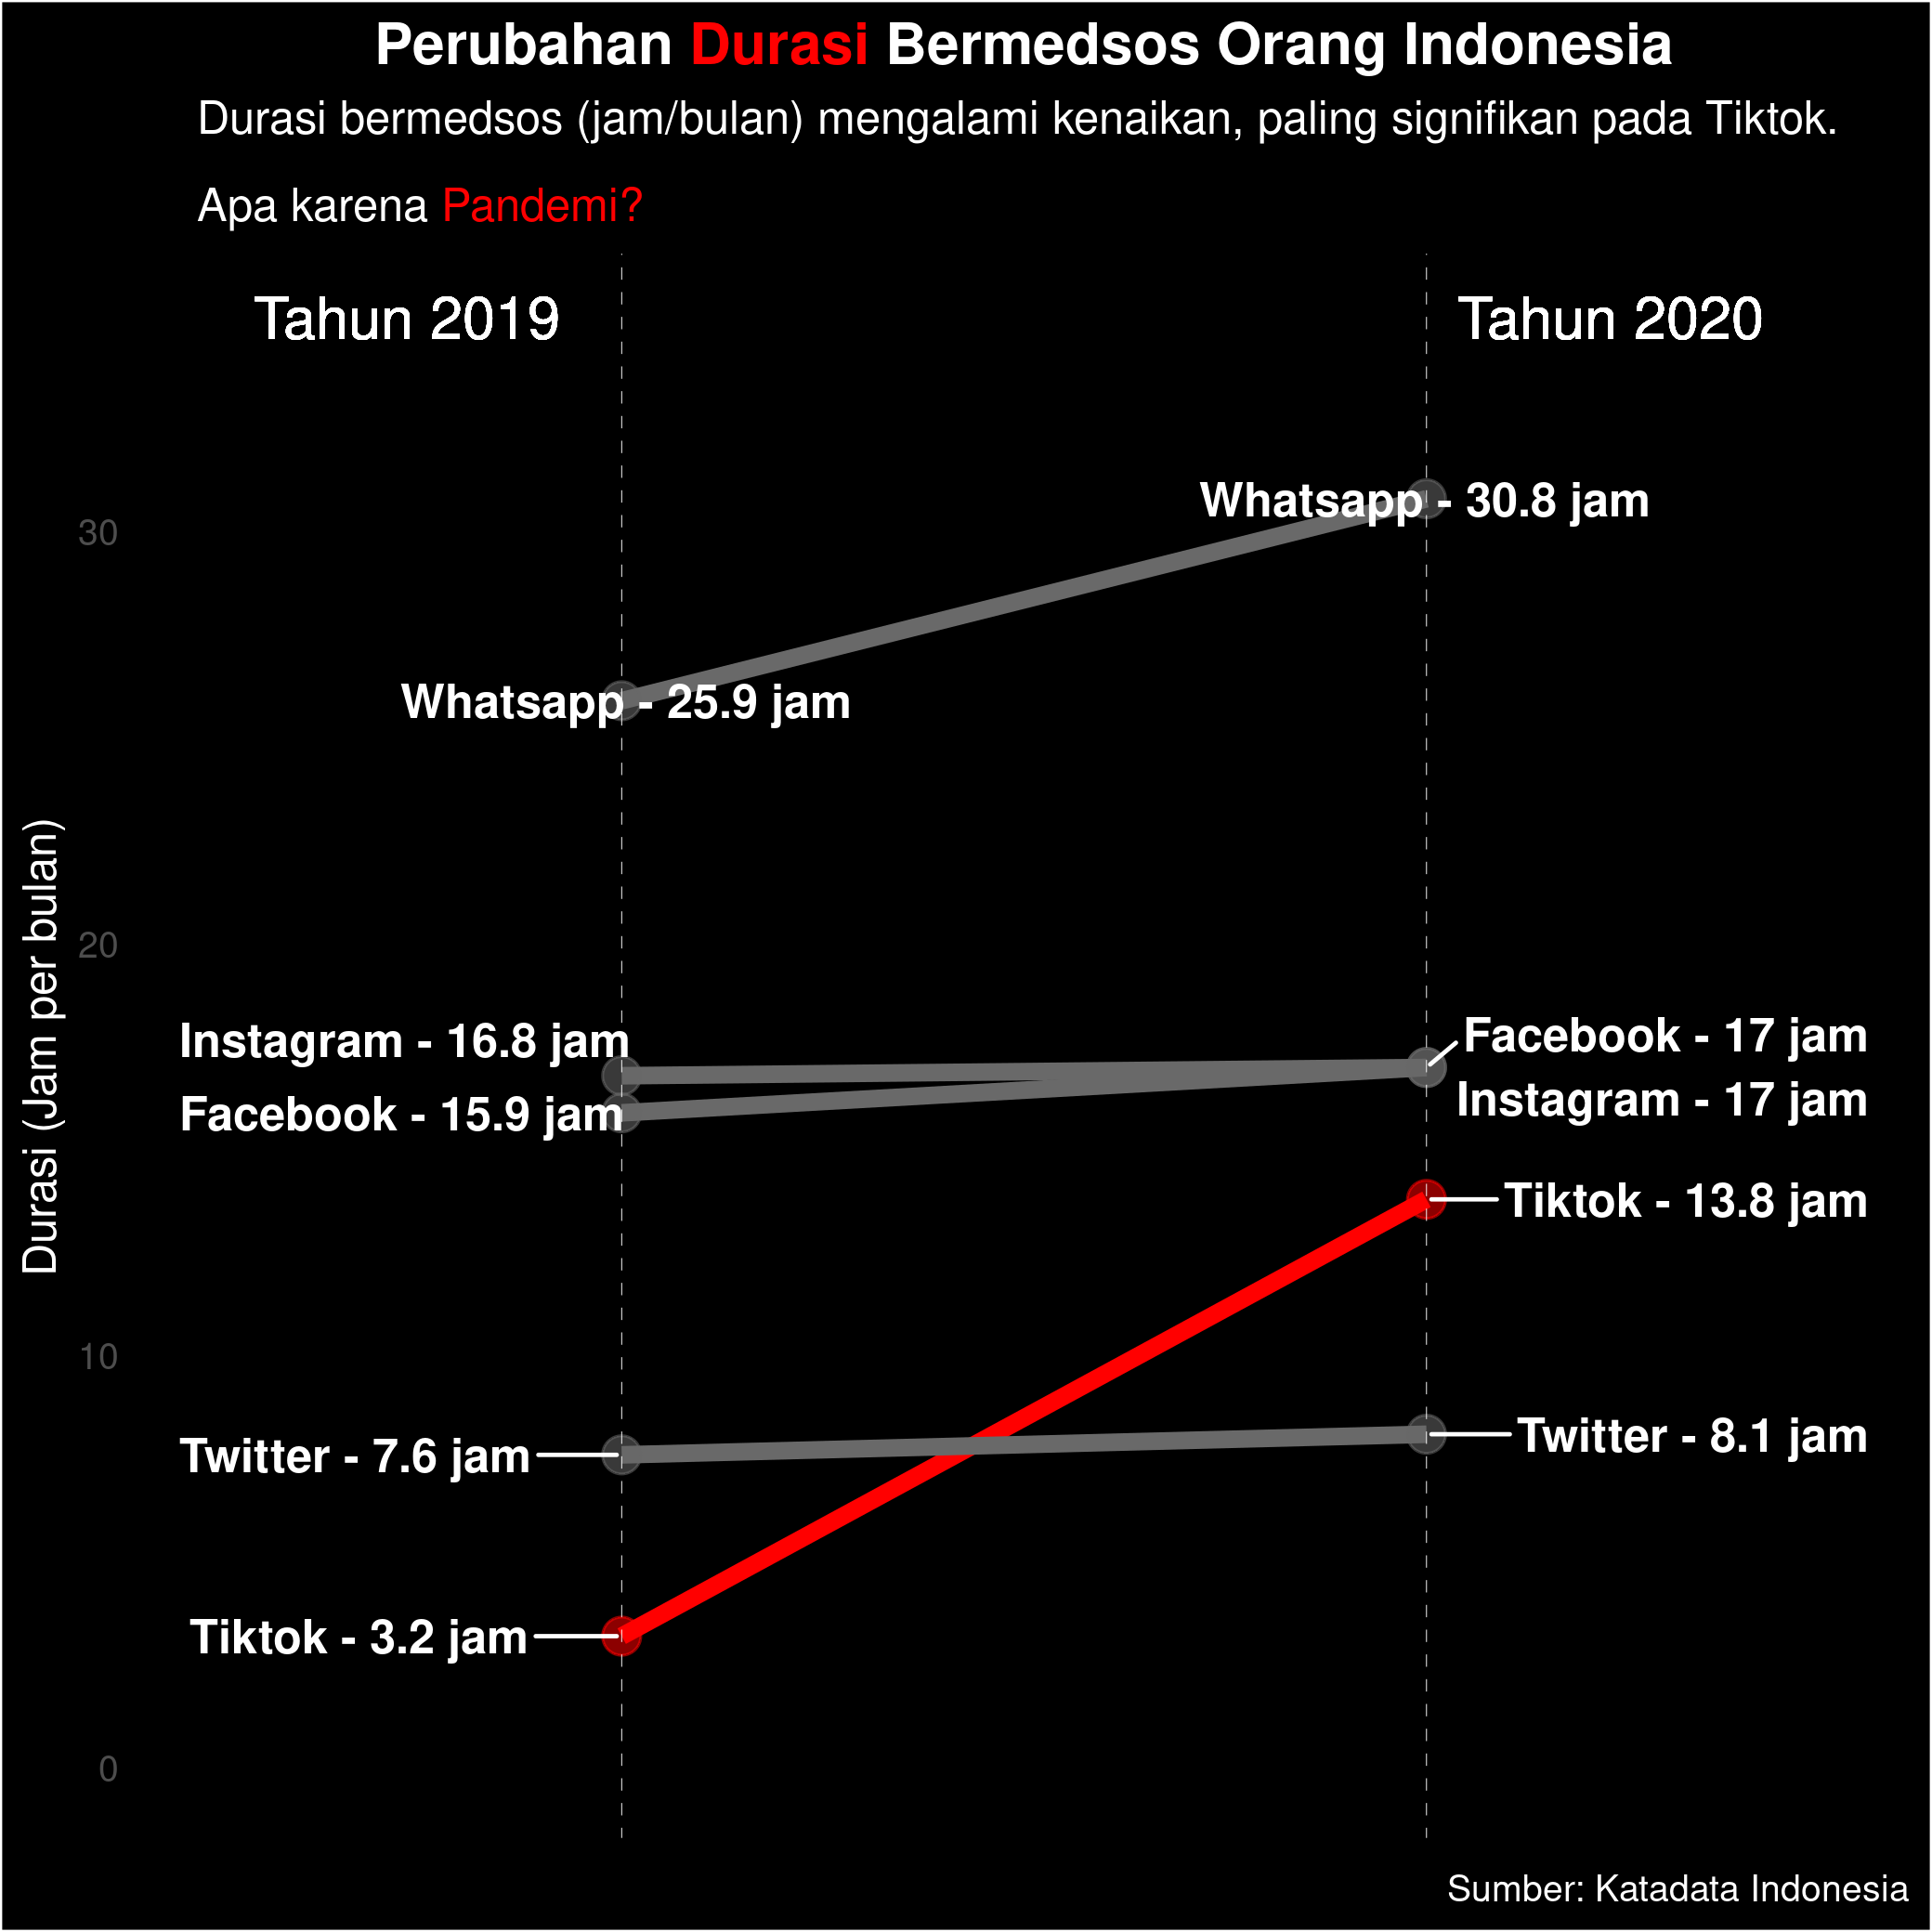 Perubahan Durasi Bermedsos Orang Indonesia
Durasi bermedsos (jam/bulan) mengalami kenaikan, paling signifikan pada Tiktok.
Apa karena Pandemi?
Tahun 2019
Tahun 2020
Durasi (Jam per bulan)
30
20
10
0
Whatsapp - 25.9 jam
Instagram - 16.8 jam
Facebook - 15.9 jam
Twitter - 7.6 jam
Tiktok - 3.2 jam
Whatsapp - 30.8 jam
Facebook - 17 jam
Instagram - 17 jam
Tiktok - 13.8 jam
Twitter - 8.1 jam
Sumber: Katadata Indonesia